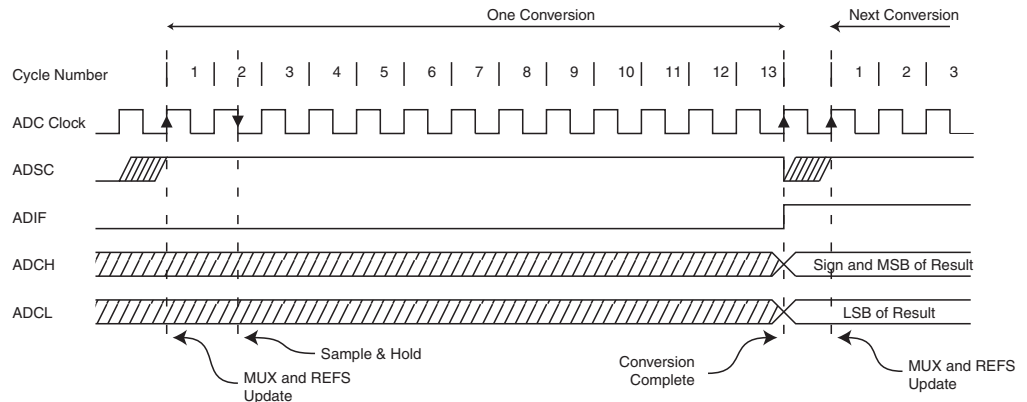 One Conversion
Next Conversion
Cycle Number
1 2 3 4 5 6 7 8 9 10 11 12 13 1 2 3
ADC Clock
ADSC
ADIF
ADCH
Sign and MSB of Result
ADCL
LSB of Result
Sample & Hold
MUX and REFS
Update
Conversion
Complete
MUX and REFS
Update